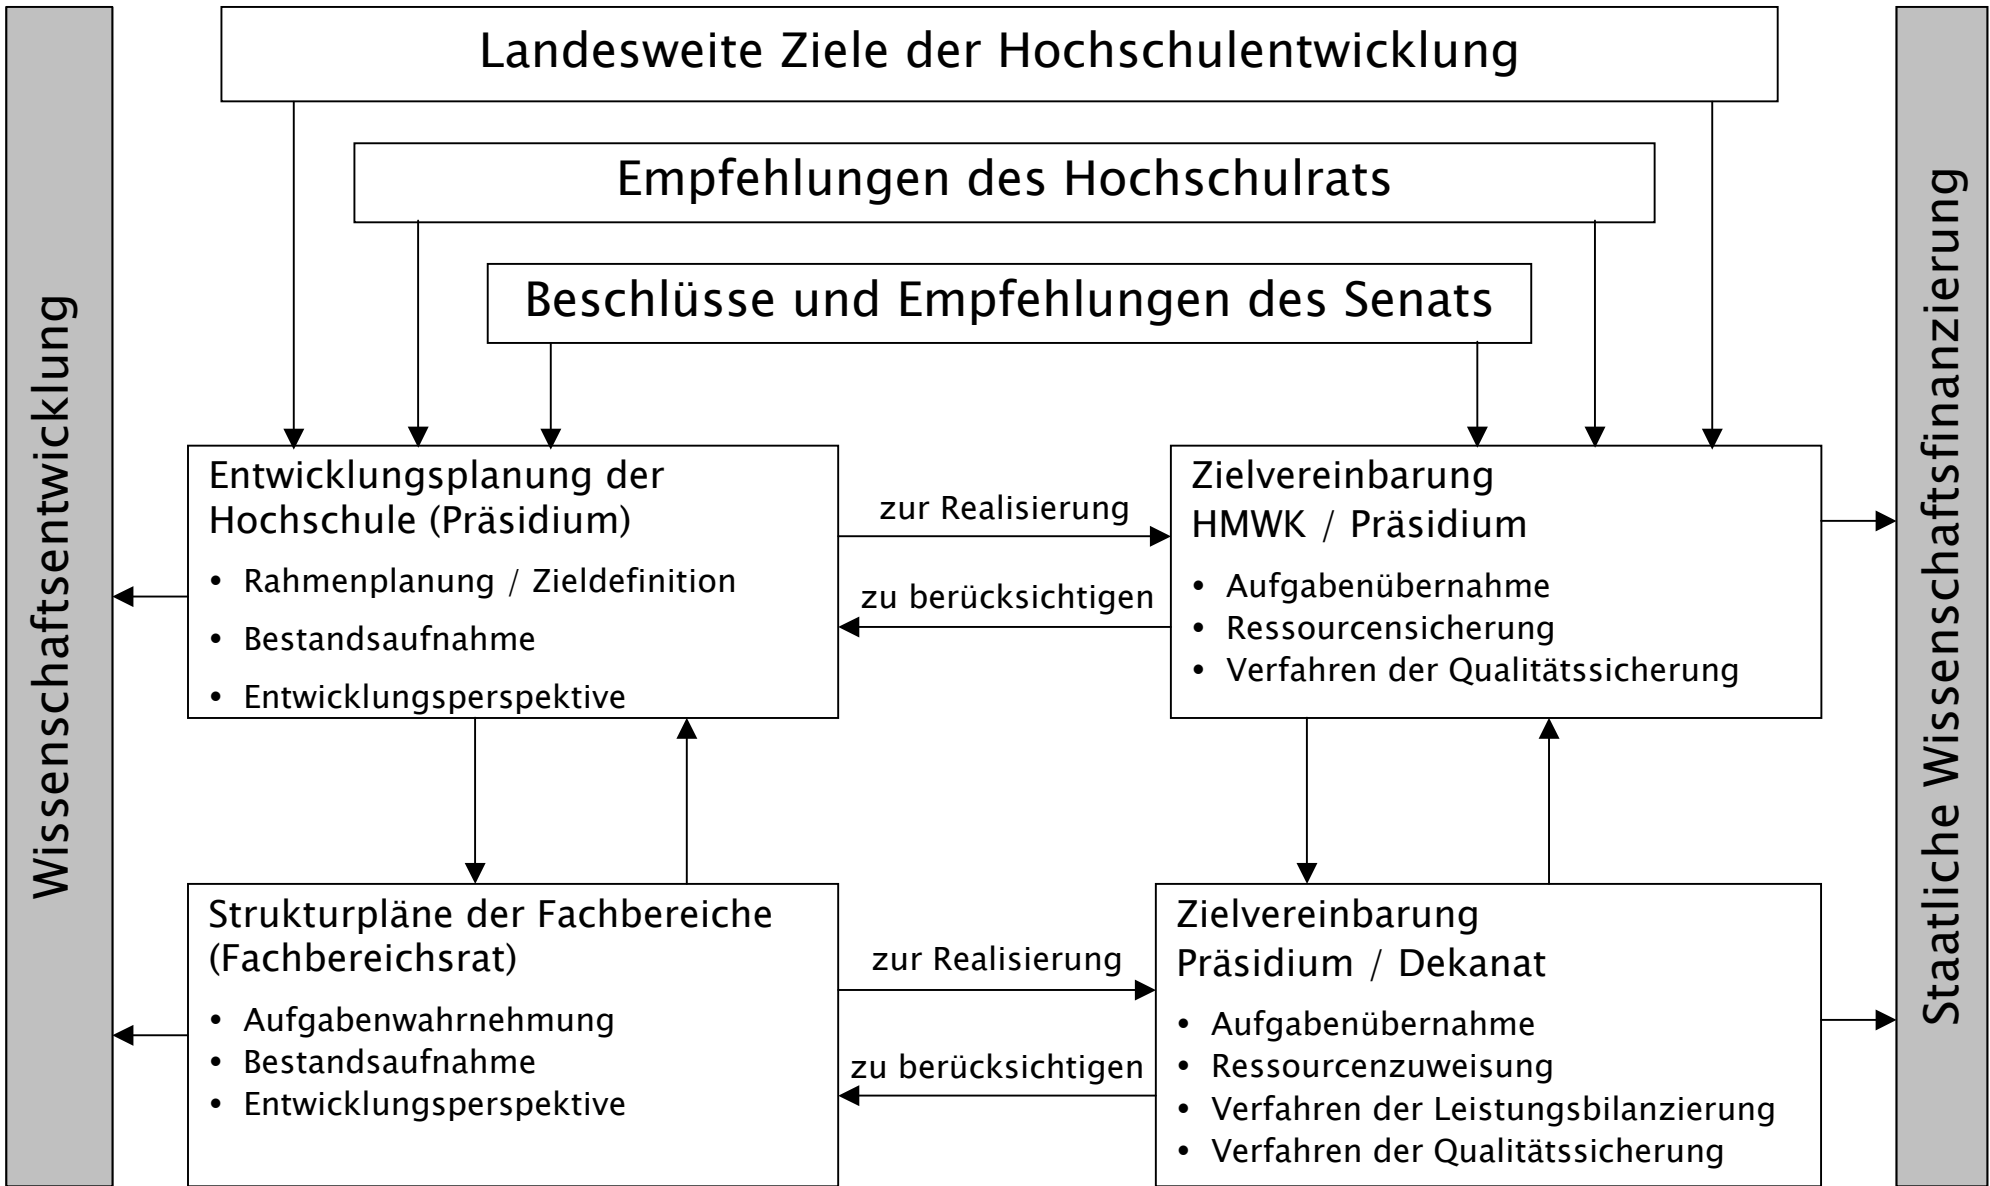 Wissenschaftsentwicklung
Landesweite Ziele der Hochschulentwicklung
Empfehlungen des Hochschulrats
Beschlüsse und Empfehlungen des Senats
Entwicklungsplanung der
Hochschule (Präsidium)
• Rahmenplanung / Zieldefinition
• Bestandsaufnahme
• Entwicklungsperspektive
zur Realisierung
zu berücksichtigen
Zielvereinbarung
HMWK / Präsidium
• Aufgabenübernahme
• Ressourcensicherung
• Verfahren der Qualitätssicherung
Strukturpläne der Fachbereiche
(Fachbereichsrat)
• Aufgabenwahrnehmung
• Bestandsaufnahme
• Entwicklungsperspektive
zur Realisierung
zu berücksichtigen
Zielvereinbarung
Präsidium / Dekanat
• Aufgabenübernahme
• Ressourcenzuweisung
• Verfahren der Leistungsbilanzierung
• Verfahren der Qualitätssicherung
Staatliche Wissenschaftsfinanzierung